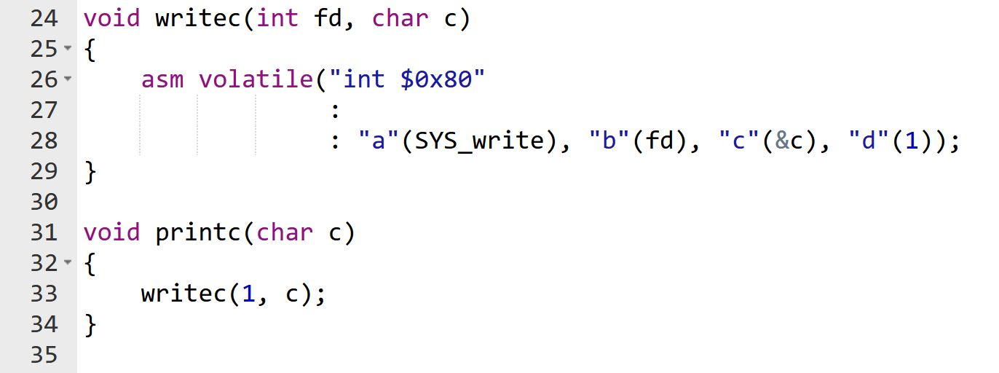 24 void writec(int fd, char c)
25 {
26     asm volatile("int $0x80"
27                  :
28                  : "a"(SYS_write), "b"(fd), "c"(&c), "d"(1));
29 }
30
31 void printc(char c)
32 {
33     writec(1, c);
34 }
35